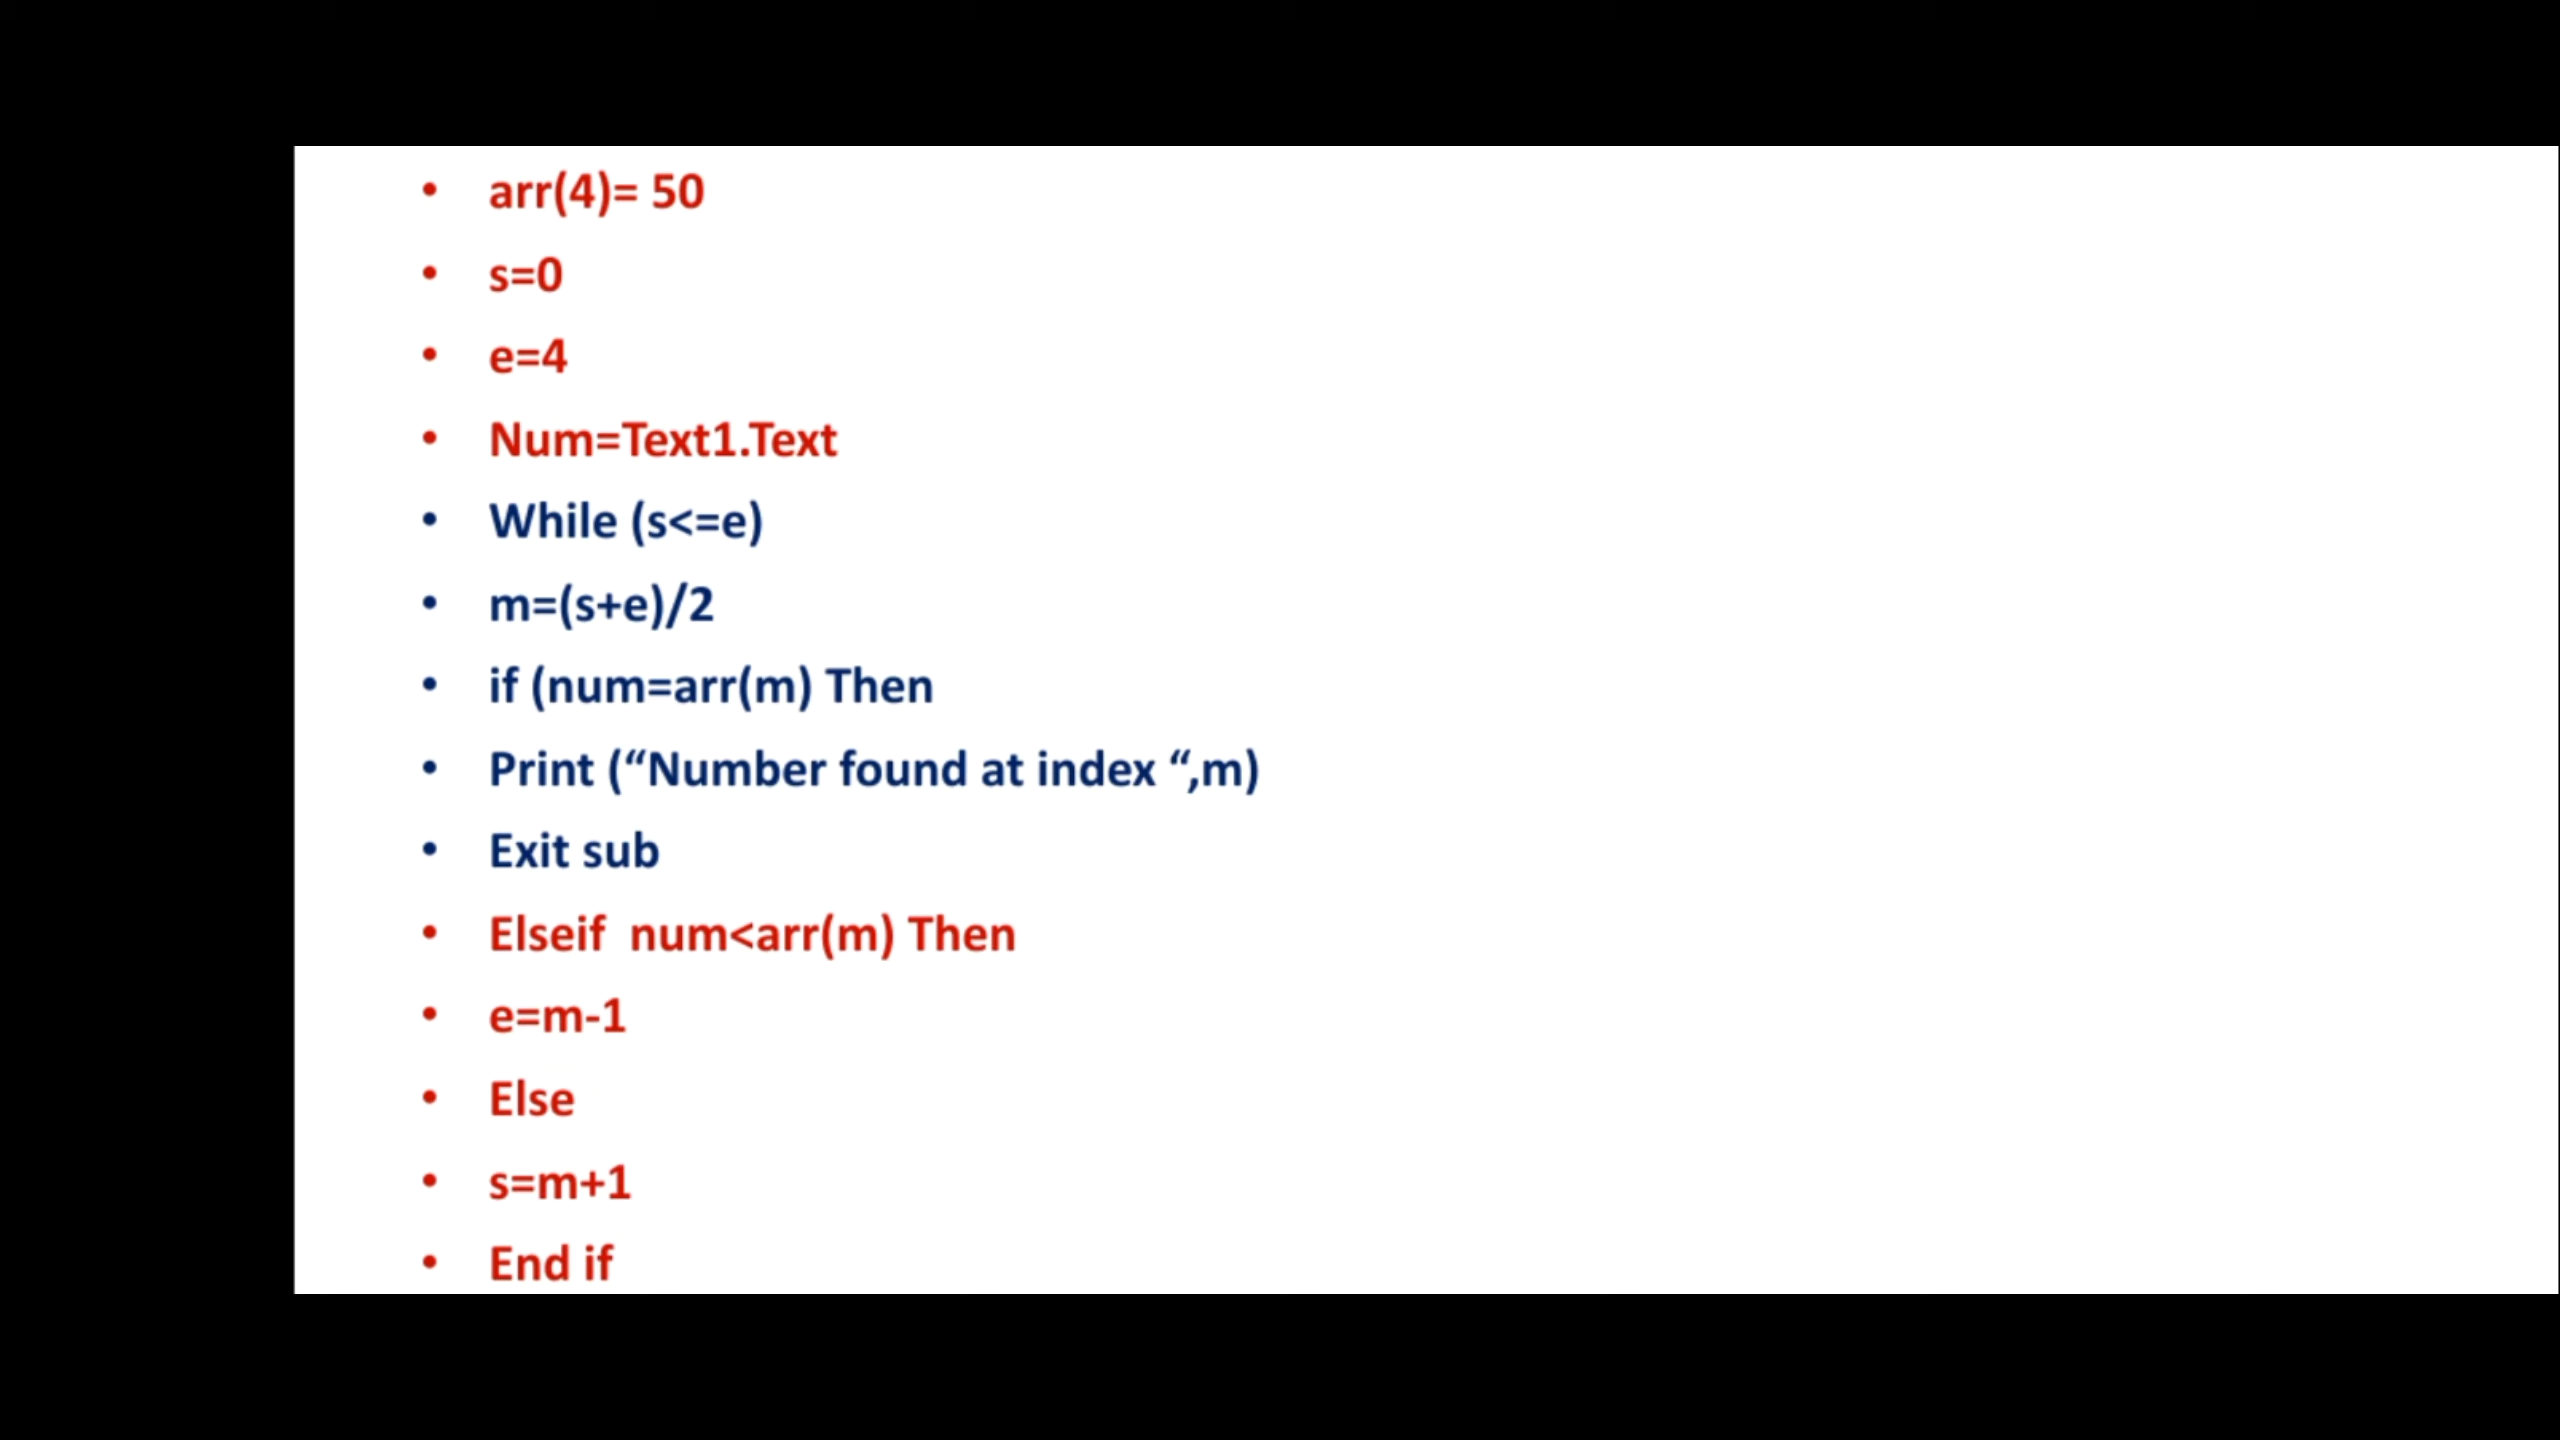 • arr(4)= 50
• s=0
• e=4
• Num=Text1.Text
• While (s<=e)
• m=(s+e)/2
• if (num=arr(m) Then
• Print (“Number found at index “,m)
• Exit sub
• Elseif  num<arr(m) Then
• e=m-1
• Else
• s=m+1
• End if